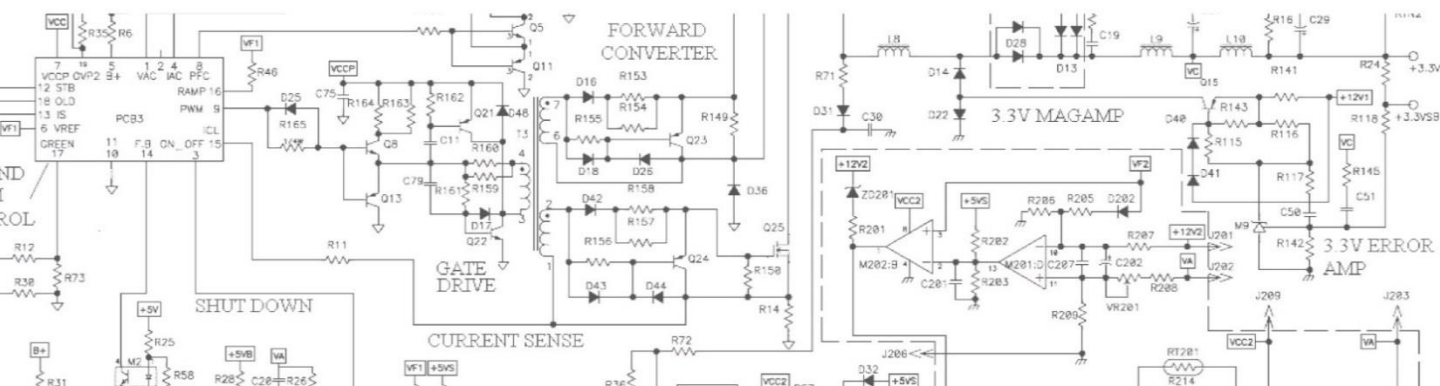 VCC
R35
R6
VF1
R46
VCCP
C75
R164
R163
R162
Q21
D48
Q5
Q11
FORWARD
CONVERTER
D16
R153
R154
R155
R149
Q23
D18
D26
R158
D36
7 19 5 1 2 4 8
VCCP OVP2 B+ VAC IAC PFC
12 STB
RAMP 16
18 OLD
PWM 9
13 IS
PCB3
VF1
6 VREF
ICL
GREEN
11
F.B
ON_OFF 15
17
10
14
3
D25
R165
Q8
C11
R160
C79
R161
R159
Q13
D17
Q22
T3
4
3
7
6
2
1
D42
R157
R156
Q24
D43
D44
GATE
DRIVE
Q25
R150
R14
ND
ROL
R12
R30
R73
R11
SHUT DOWN
CURRENT SENSE
+5V
R25
M2
R58
B+
R31
+5VB
R28
VA
C20
R26
VF1
+5VS
R72
R36
VCC2
D32
+5VS
L8
R71
D31
C30
D14
D22
D28
D13
C19
L9
L10
VC
R16
C29
R141
R24
+3.3V
3.3V MAGAMP
Q15
R143
+12V1
R118
+3.3VSB
D40
R115
R116
VC
D41
R117
R145
C51
C50
M9
R142
3.3V ERROR
AMP
+12V2
ZD201
VCC2
+5VS
R201
M202:B
R202
C201
R203
M201:D
VF2
R206
R205
D202
R207
+12V2
J201
C207
C202
VA
J202
R208
VR201
R209
J206
J209
J203
VCC2
VA
RT201
R214